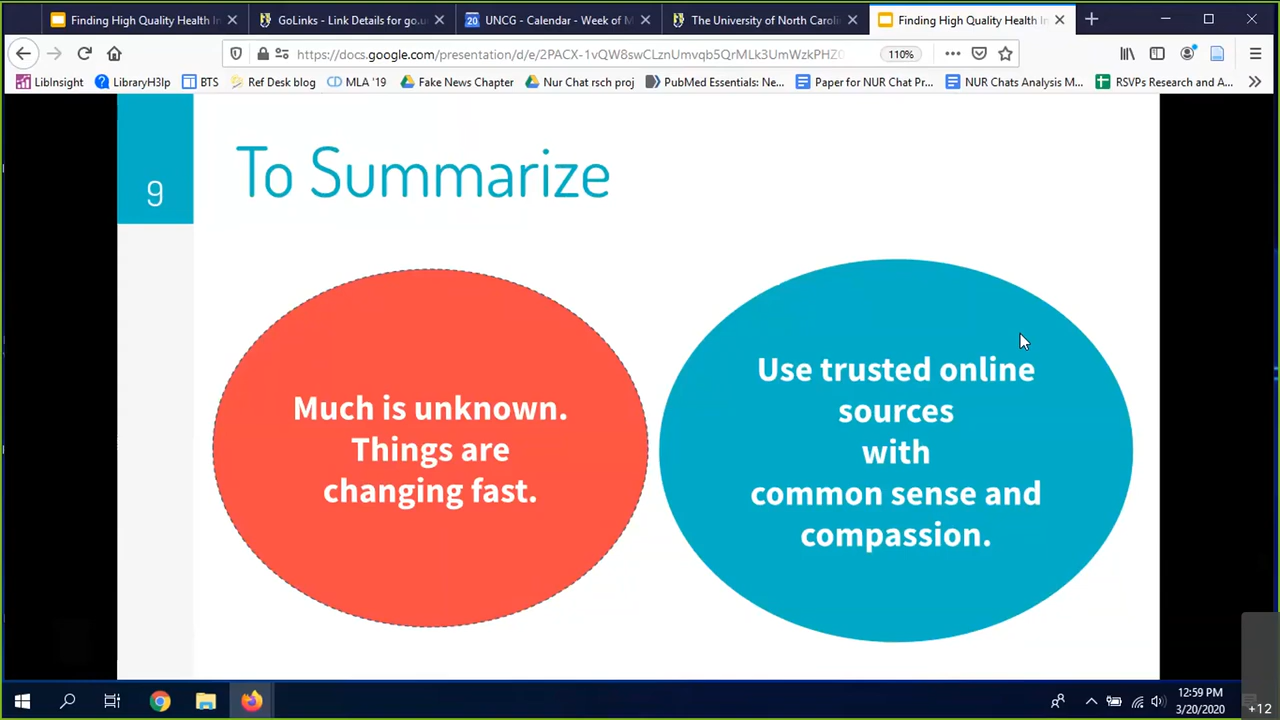 Finding High Quality Health In
GoLinks - Link Details for go.u
20 UNCG - Calendar - Week of M
The University of North Caroli
Finding High Quality Health In
https://docs.google.com/presentation/d/e/2PACX-1vQW8swCLznUmvqb5QrMLk3UmWzkPHZ0
110%
LibInsight
LibraryH3lp
BTS
Ref Desk blog
MLA '19
Fake News Chapter
Nur Chat rsch proj
PubMed Essentials: Ne...
Paper for NUR Chat Pr...
NUR Chats Analysis M...
RSVPs Research and A...
9
To Summarize
Much is unknown.
Things are
changing fast.
Use trusted online
sources
with
common sense and
compassion.
12:59 PM
3/20/2020
+12